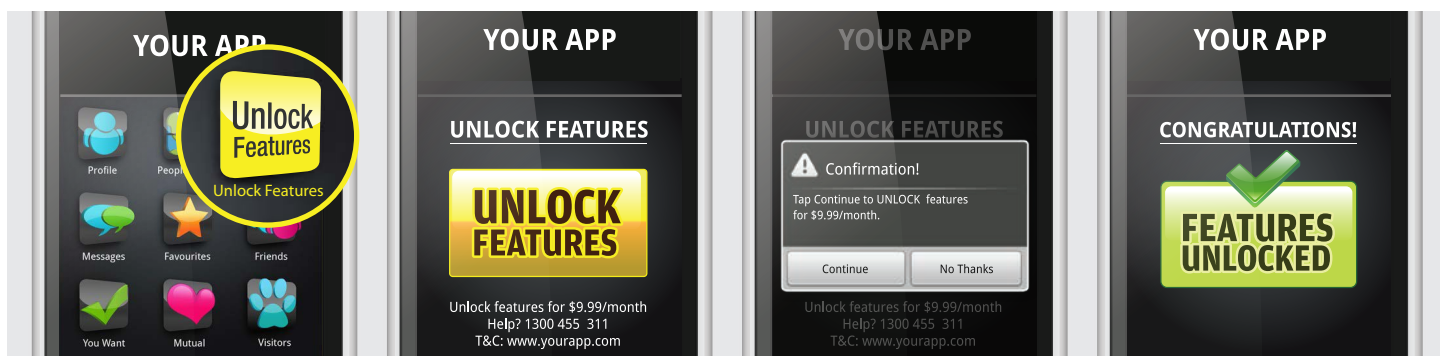 YOUR APP
Unlock
Features
Unlock Features
Profile
Messages
Favourites
Friends
You Want
Mutual
Visitors
YOUR APP
UNLOCK FEATURES
UNLOCK
FEATURES
Unlock features for $9.99/month
Help? 1300 455 311
T&C: www.yourapp.com
YOUR APP
UNLOCK FEATURES
Confirmation!
Tap Continue to UNLOCK features
for $9.99/month.
Continue
No Thanks
Unlock features for $9.99/month
Help? 1300 455 311
T&C: www.yourapp.com
YOUR APP
CONGRATULATIONS!
FEATURES
UNLOCKED